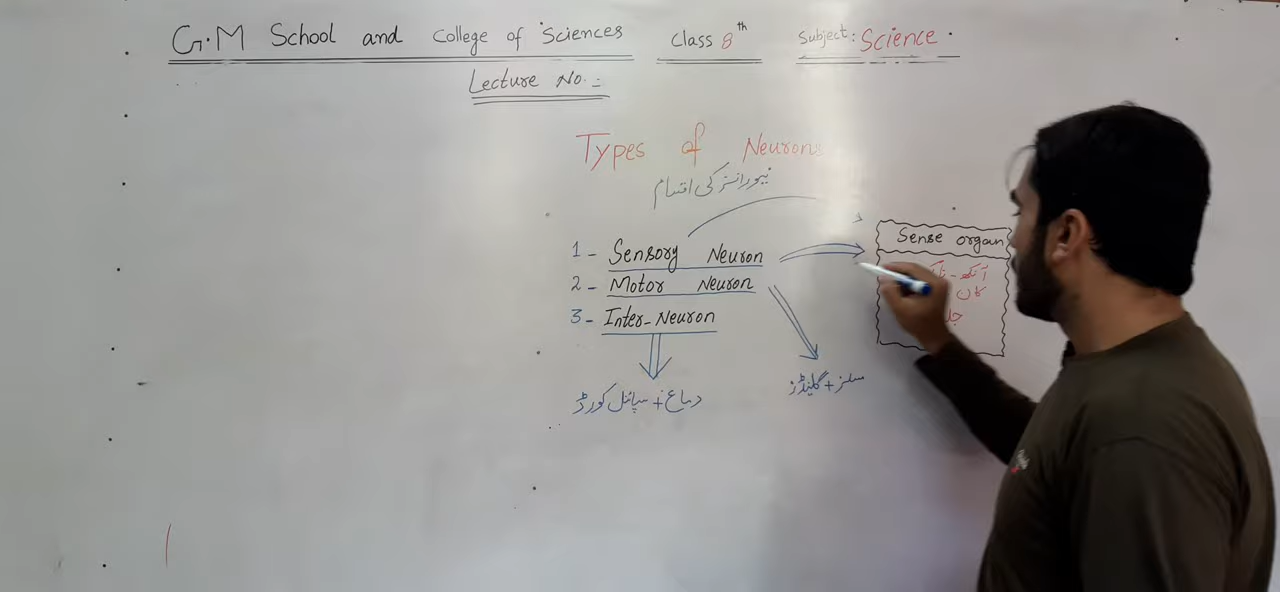 G.M School and College of Sciences Class 8th Subject: Science.
Lecture No. =
Types of Neurons
نیورانز کی اقسام
1- Sensory Neuron
2- Motor Neuron
3- Inter-Neuron
دماغ + سپائنل کورڈ
مسلز + گلینڈز
Sense organ
آنکھ -
کان